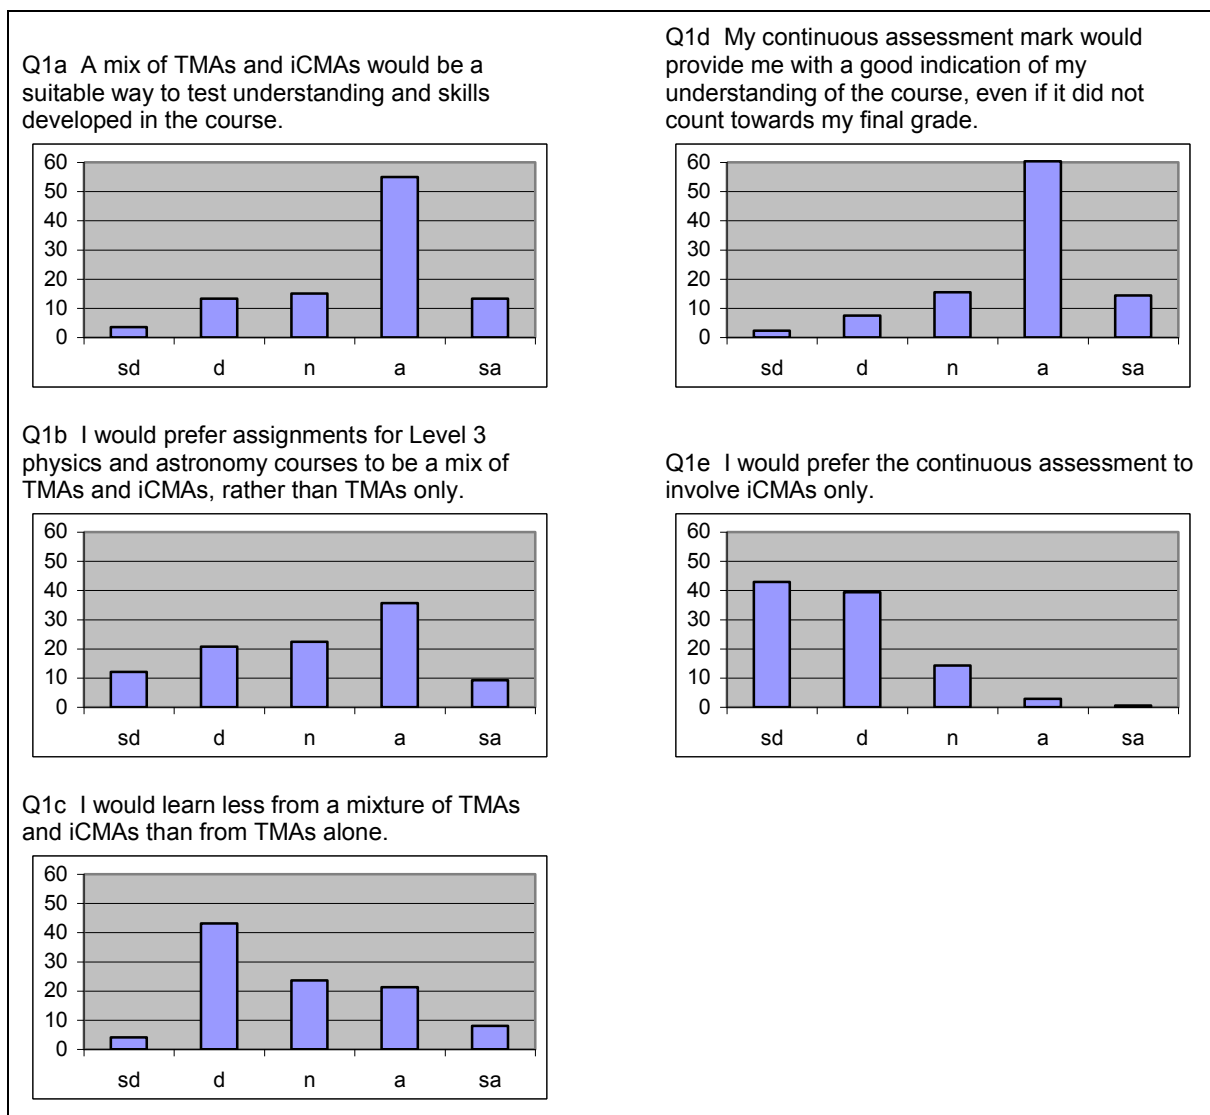 Q1a  A mix of TMAs and iCMAs would be a
suitable way to test understanding and skills
developed in the course.
60
50
40
30
20
10
0
sd d n a sa
Q1b  I would prefer assignments for Level 3
physics and astronomy courses to be a mix of
TMAs and iCMAs, rather than TMAs only.
60
50
40
30
20
10
0
sd d n a sa
Q1c  I would learn less from a mixture of TMAs
and iCMAs than from TMAs alone.
60
50
40
30
20
10
0
sd d n a sa
Q1d  My continuous assessment mark would
provide me with a good indication of my
understanding of the course, even if it did not
count towards my final grade.
60
50
40
30
20
10
0
sd d n a sa
Q1e  I would prefer the continuous assessment to
involve iCMAs only.
60
50
40
30
20
10
0
sd d n a sa